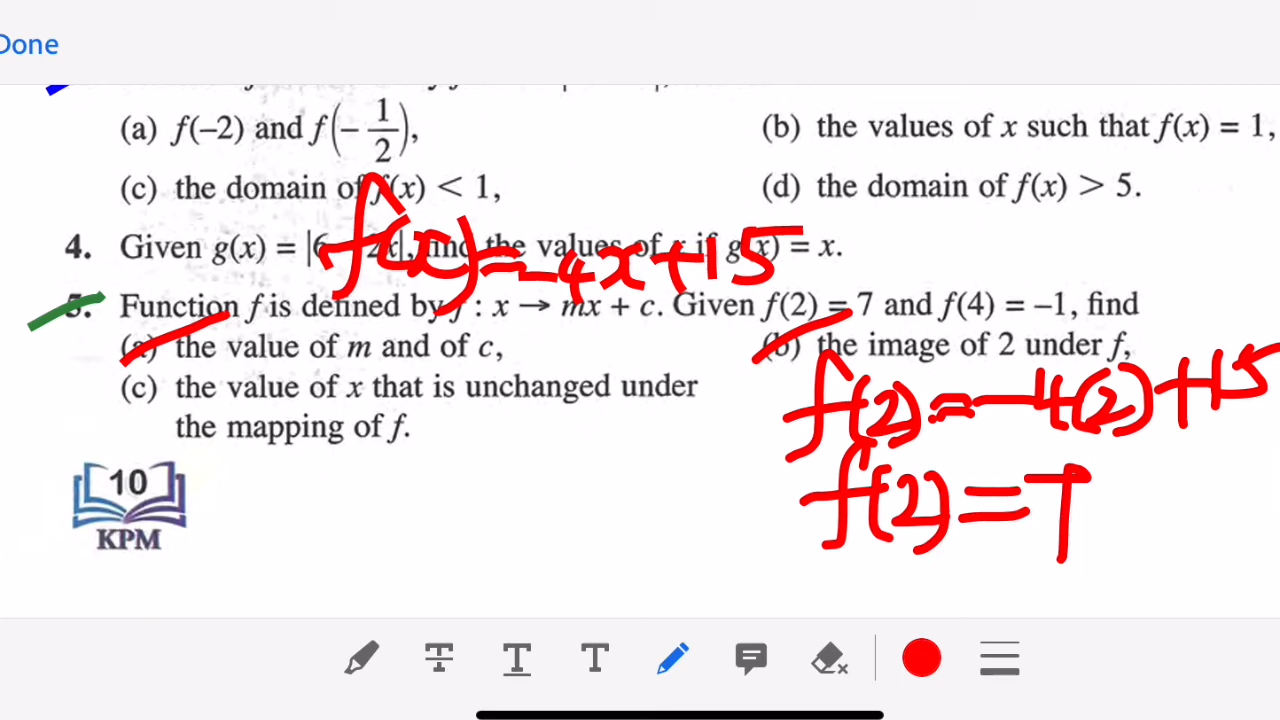 Done
(a) f(–2) and f(– 1/2),
(b) the values of x such that f(x) = 1,
(c) the domain of f(x) < 1,
(d) the domain of f(x) > 5.
4. Given g(x) = |6 – 2x|, find the values of x if g(x) = x.
f(x) = -4x+15
5. Function f is defined by f : x → mx + c. Given f(2) = 7 and f(4) = –1, find
(a) the value of m and of c,
(b) the image of 2 under f,
(c) the value of x that is unchanged under
the mapping of f.
f(2) = -4(2)+15
f(2) = 7
10
KPM
T
T
T